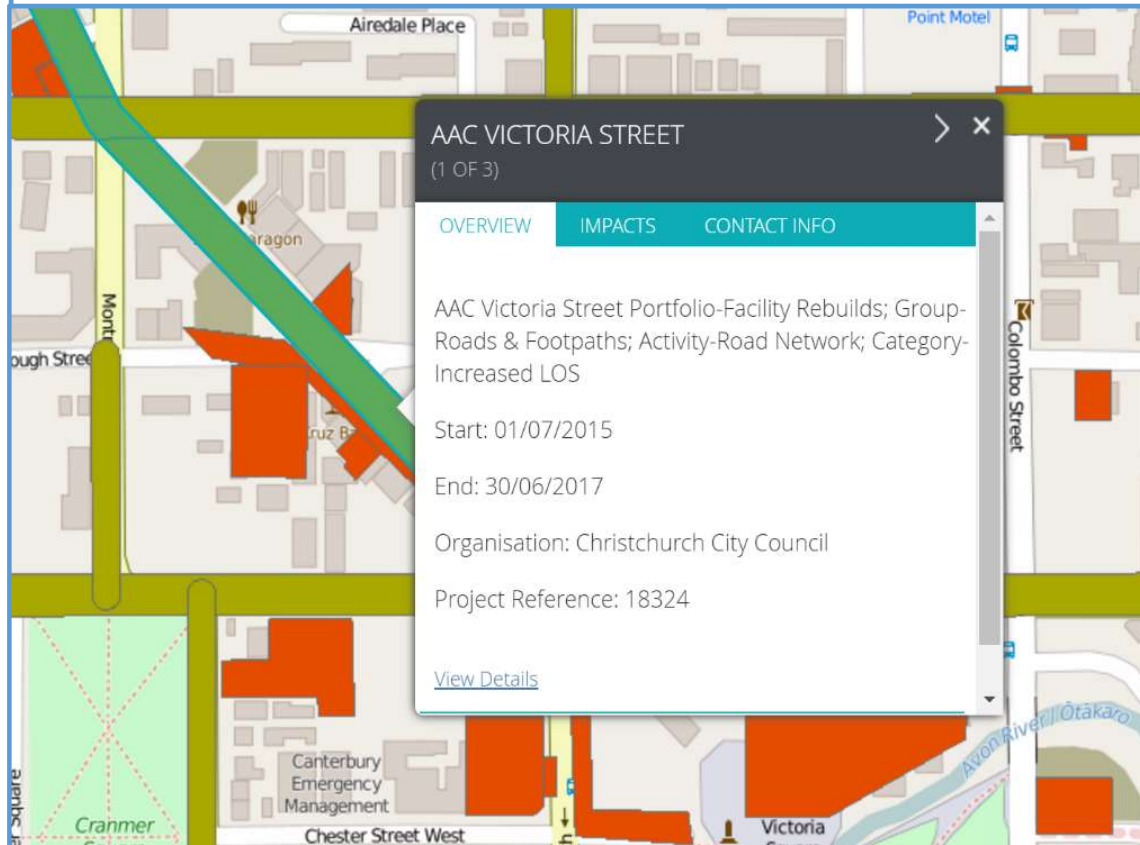 Airedale Place
Point Motel
AAC VICTORIA STREET
(1 OF 3)
OVERVIEW
IMPACTS
CONTACT INFO
AAC Victoria Street Portfolio-Facility Rebuilds; Group-
Roads & Footpaths; Activity-Road Network; Category-
Increased LOS
Start: 01/07/2015
End: 30/06/2017
Organisation: Christchurch City Council
Project Reference: 18324
View Details
Colombo Street
Avon River / Ōtākaro
Canterbury
Emergency
Management
Cranmer
Chester Street West
Victoria